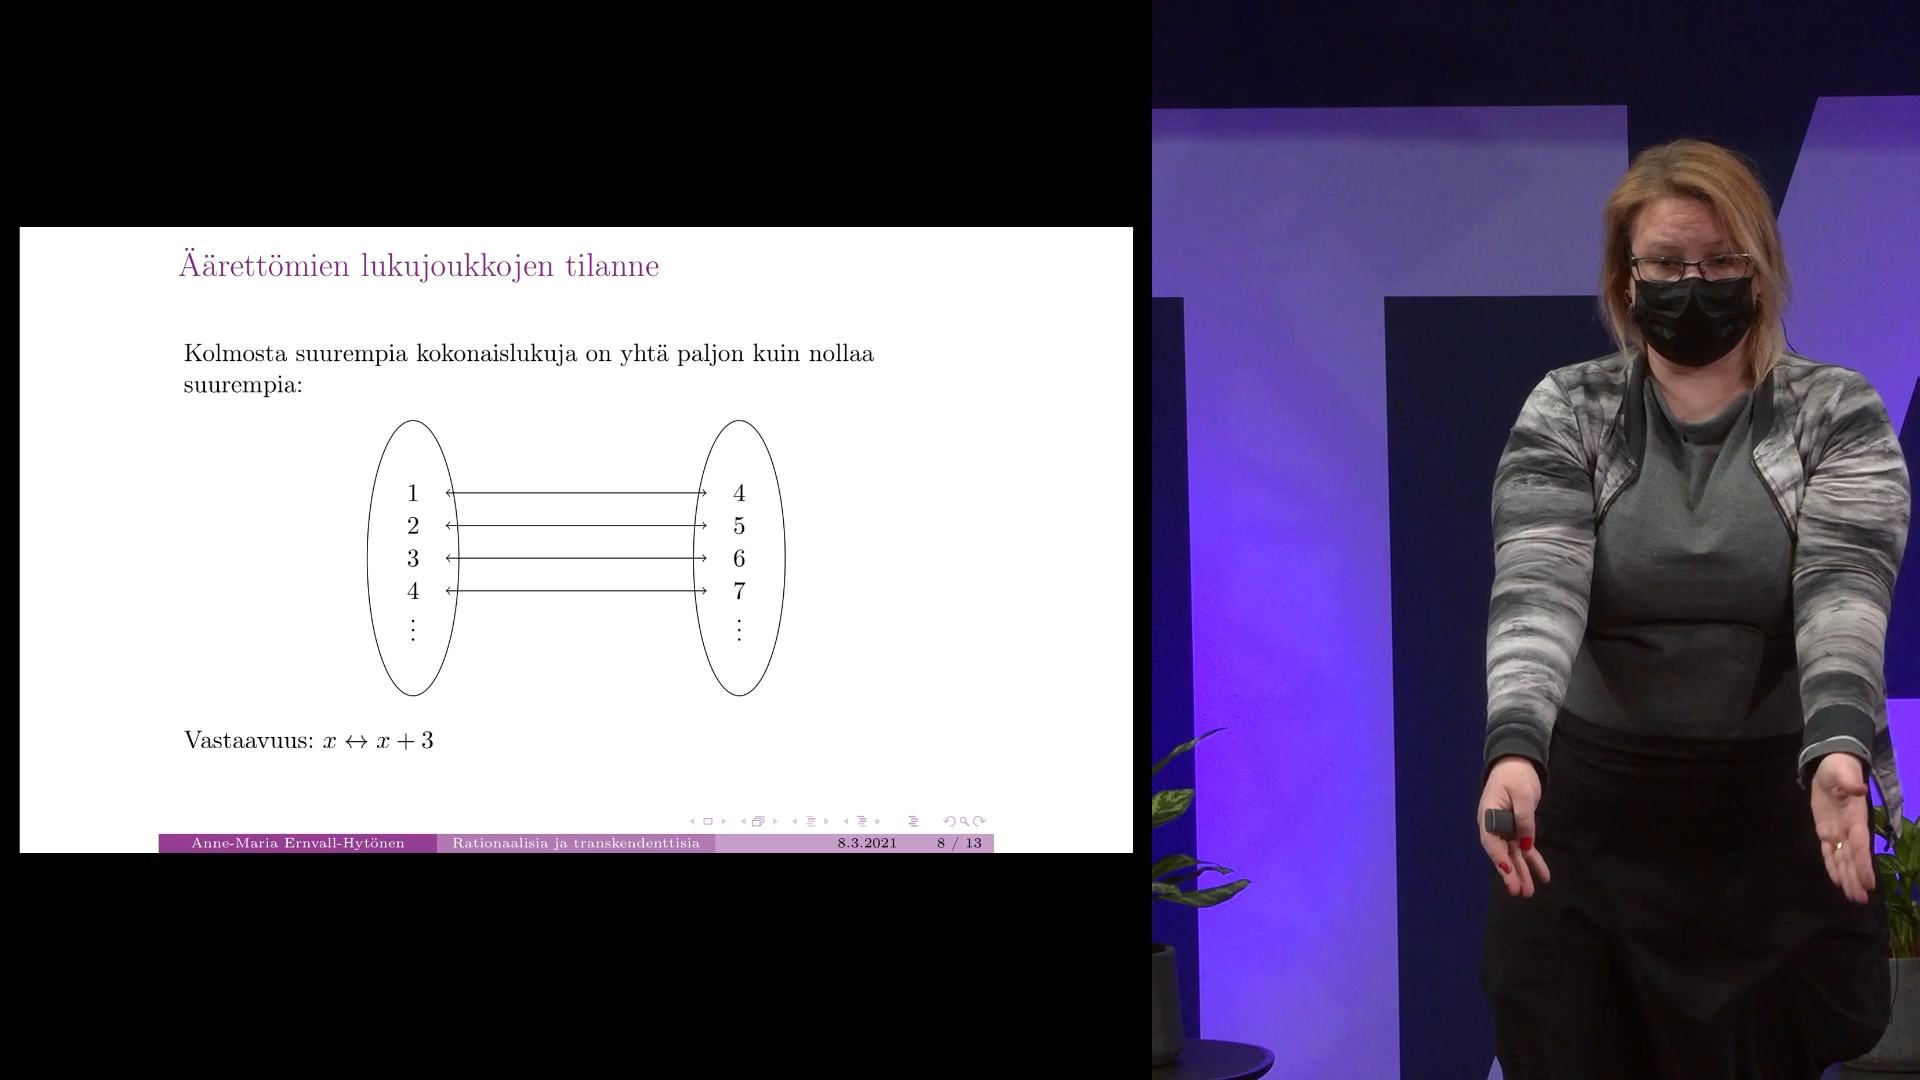 Äärettömien lukujoukkojen tilanne
Kolmosta suurempia kokonaislukuja on yhtä paljon kuin nollaa
suurempia:
1 4
2 5
3 6
4 7
⋮ ⋮
Vastaavuus: x ↔ x + 3
Anne-Maria Ernvall-Hytönen Rationaalisia ja transkendenttisia 8.3.2021 8 / 13